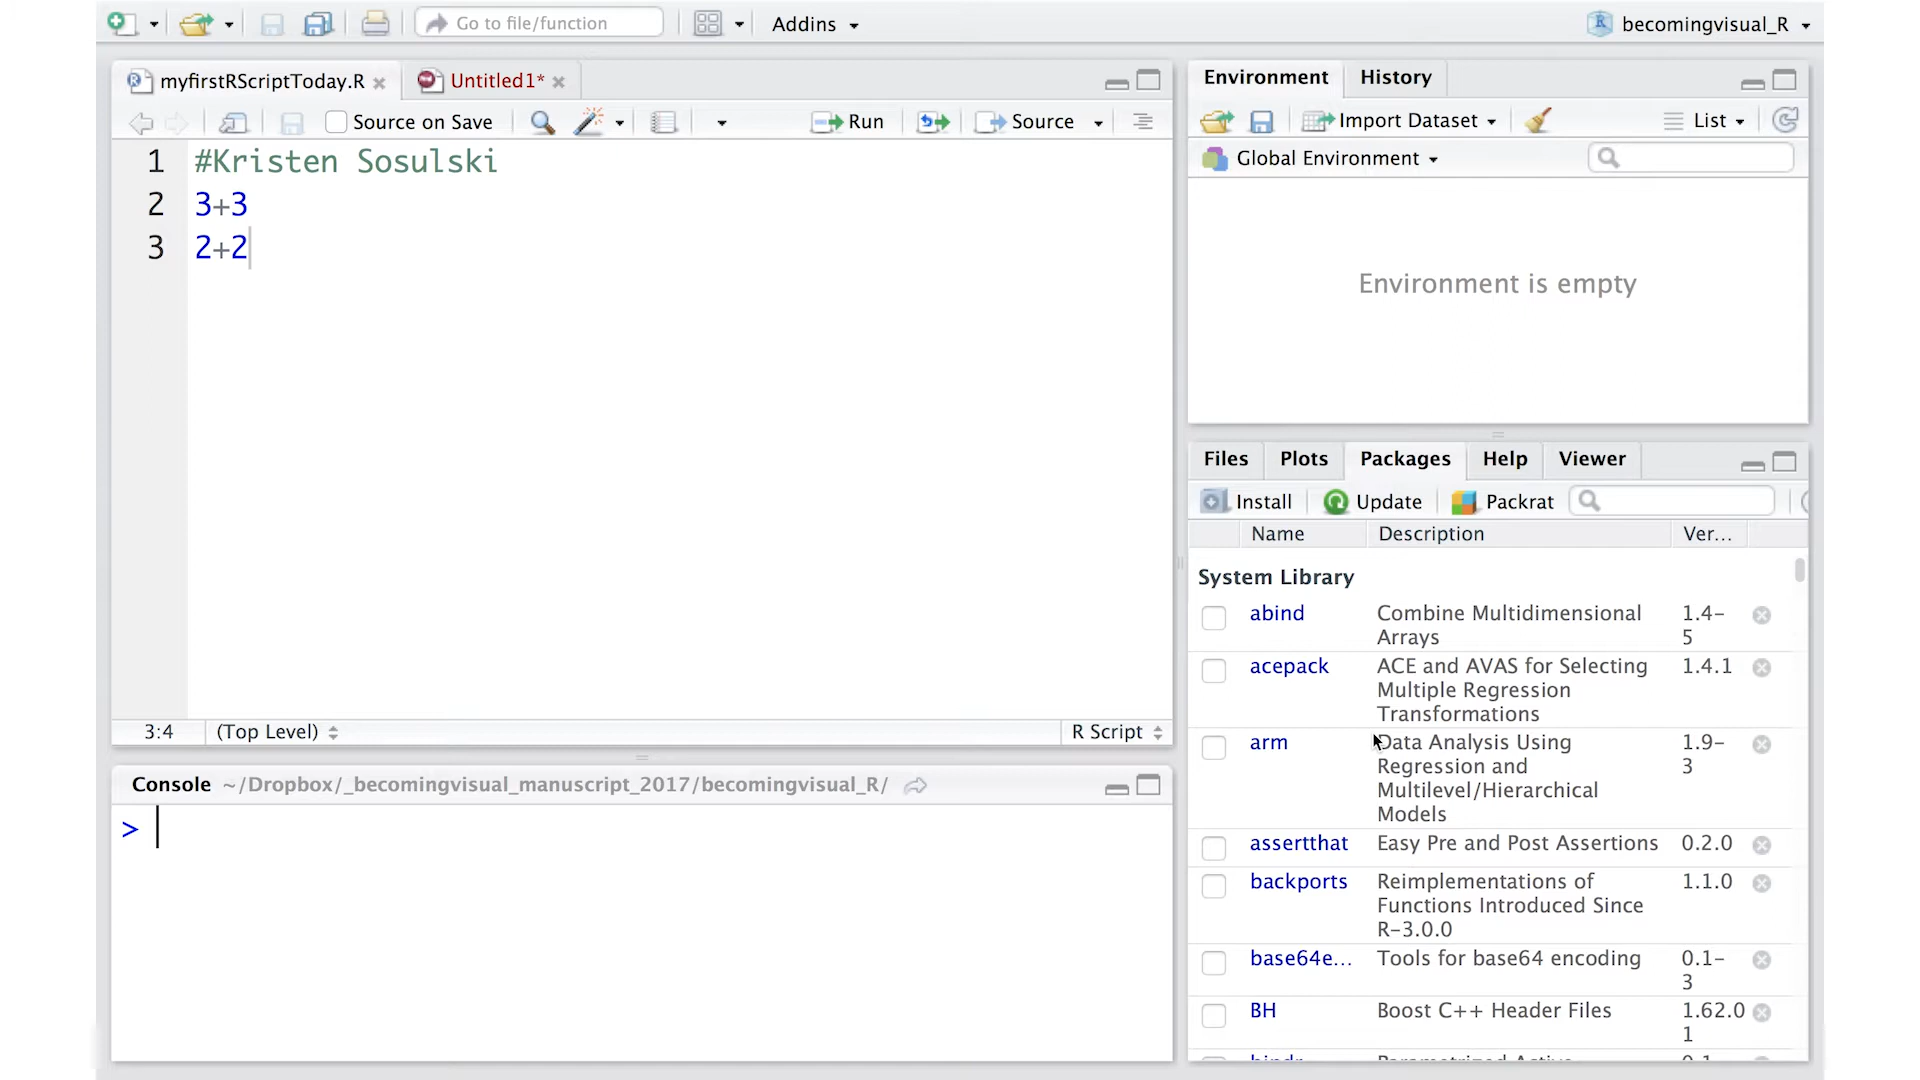 Go to file/function
Addins
becomingvisual_R
myfirstRScriptToday.R
Untitled1*
Source on Save
Run
Source
1 #Kristen Sosulski
2 3+3
3 2+2
3:4 (Top Level)
R Script
Console ~/Dropbox/_becomingvisual_manuscript_2017/becomingvisual_R/
>
Environment History
Import Dataset
List
Global Environment
Environment is empty
Files Plots Packages Help Viewer
Install Update Packrat
Name Description Ver...
System Library
abind Combine Multidimensional 1.4-
Arrays 5
acepack ACE and AVAS for Selecting 1.4.1
Multiple Regression
Transformations
arm Data Analysis Using 1.9-
Regression and 3
Multilevel/Hierarchical
Models
assertthat Easy Pre and Post Assertions 0.2.0
backports Reimplementations of 1.1.0
Functions Introduced Since
R-3.0.0
base64e... Tools for base64 encoding 0.1-
3
BH Boost C++ Header Files 1.62.0
1